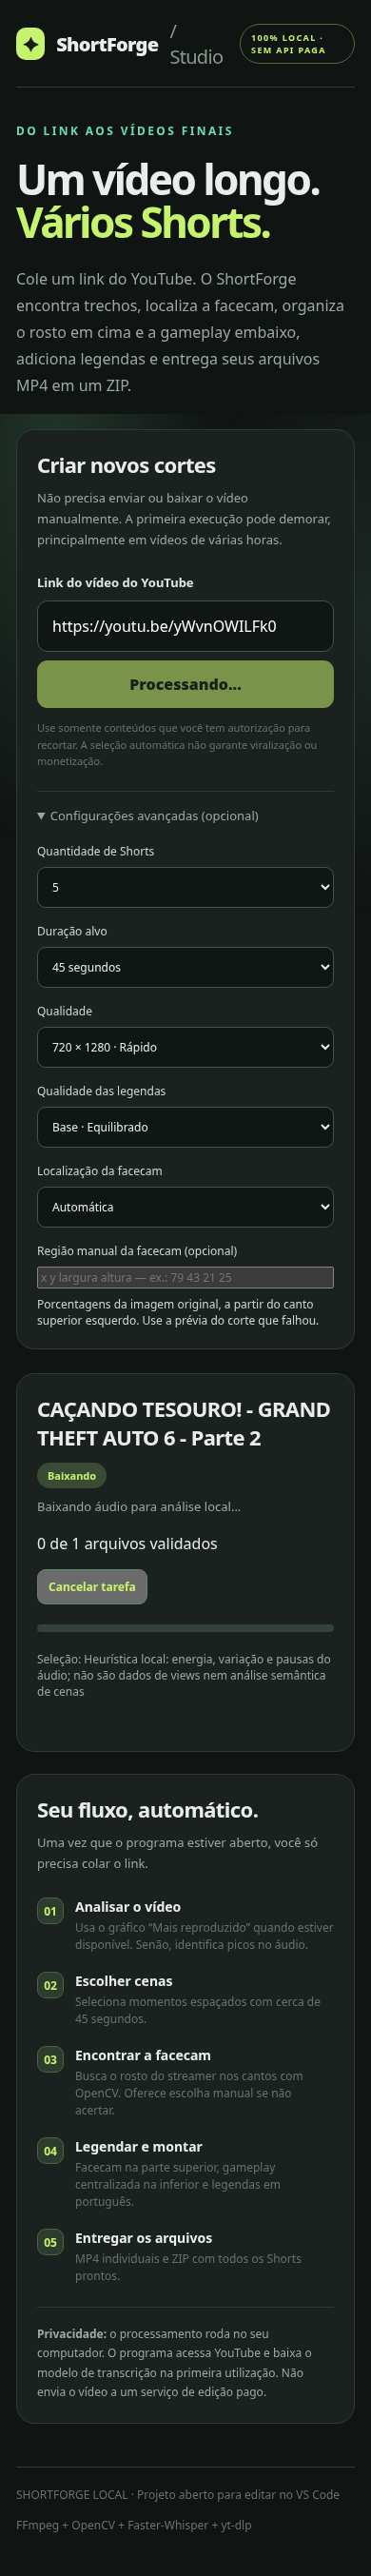 ShortForge
/
Studio
100% LOCAL ·
SEM API PAGA
DO LINK AOS VÍDEOS FINAIS
Um vídeo longo.
Vários Shorts.
Cole um link do YouTube. O ShortForge
encontra trechos, localiza a facecam, organiza
o rosto em cima e a gameplay embaixo,
adiciona legendas e entrega seus arquivos
MP4 em um ZIP.
Criar novos cortes
Não precisa enviar ou baixar o vídeo
manualmente. A primeira execução pode demorar,
principalmente em vídeos de várias horas.
Link do vídeo do YouTube
https://youtu.be/yWvnOWILFk0
Processando...
Use somente conteúdos que você tem autorização para
recortar. A seleção automática não garante viralização ou
monetização.
▼ Configurações avançadas (opcional)
Quantidade de Shorts
5
Duração alvo
45 segundos
Qualidade
720 × 1280 · Rápido
Qualidade das legendas
Base · Equilibrado
Localização da facecam
Automática
Região manual da facecam (opcional)
x y largura altura — ex.: 79 43 21 25
Porcentagens da imagem original, a partir do canto
superior esquerdo. Use a prévia do corte que falhou.
CAÇANDO TESOURO! - GRAND
THEFT AUTO 6 - Parte 2
Baixando
Baixando áudio para análise local...
0 de 1 arquivos validados
Cancelar tarefa
Seleção: Heurística local: energia, variação e pausas do
áudio; não são dados de views nem análise semântica
de cenas
Seu fluxo, automático.
Uma vez que o programa estiver aberto, você só
precisa colar o link.
01
Analisar o vídeo
Usa o gráfico “Mais reproduzido” quando estiver
disponível. Senão, identifica picos no áudio.
02
Escolher cenas
Seleciona momentos espaçados com cerca de
45 segundos.
03
Encontrar a facecam
Busca o rosto do streamer nos cantos com
OpenCV. Oferece escolha manual se não
acertar.
04
Legendar e montar
Facecam na parte superior, gameplay
centralizada na inferior e legendas em
português.
05
Entregar os arquivos
MP4 individuais e ZIP com todos os Shorts
prontos.
Privacidade: o processamento roda no seu
computador. O programa acessa YouTube e baixa o
modelo de transcrição na primeira utilização. Não
envia o vídeo a um serviço de edição pago.
SHORTFORGE LOCAL · Projeto aberto para editar no VS Code
FFmpeg + OpenCV + Faster-Whisper + yt-dlp